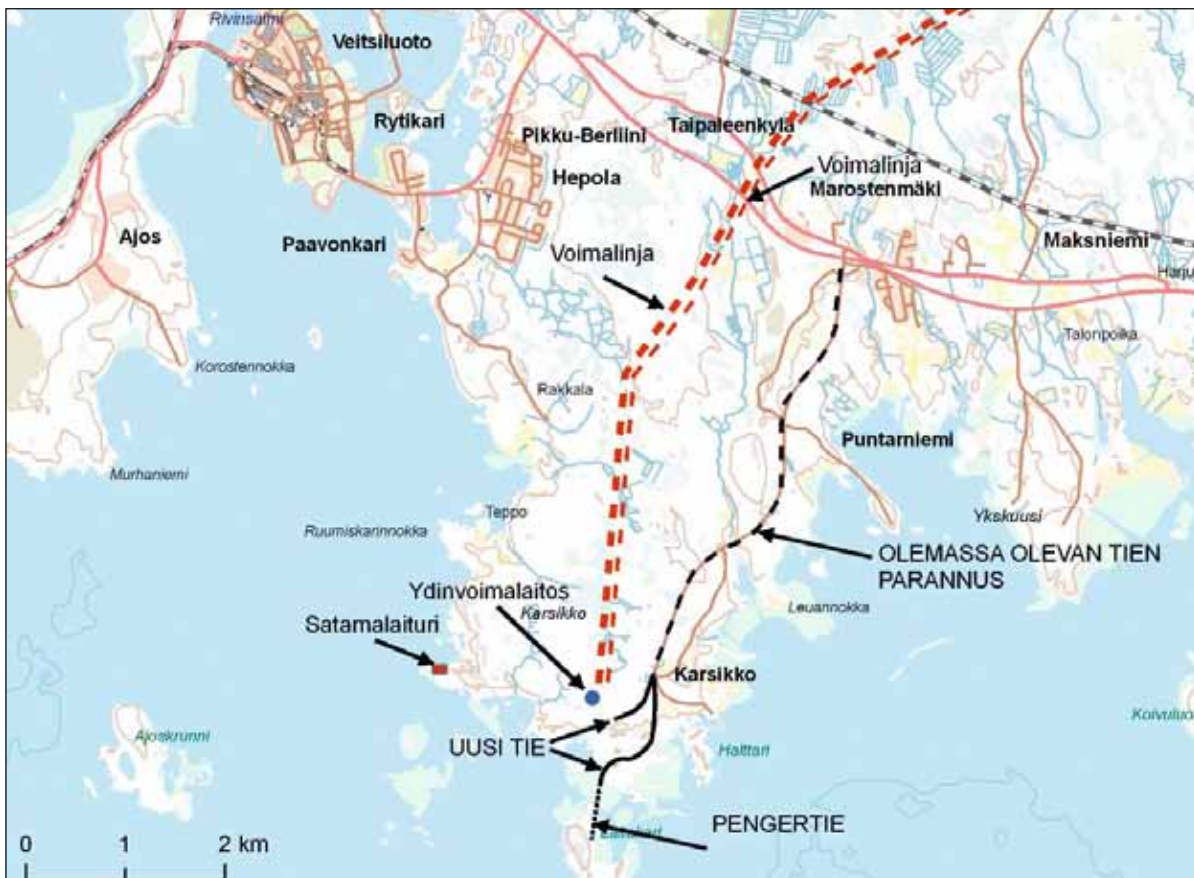 Rivinsalmi
Veitsiluoto
Rytikari
Pikku-Berliini
Hepola
Taipaleenkylä
Voimalinja
Marostenmäki
Ajos
Paavonkari
Voimalinja
Maksniemi
Harju
Korostennokka
Talonpoika
Rakkala
Murhaniemi
Puntarniemi
Teppo
Ruumiskarinnokka
Ykskuusi
OLEMASSA OLEVAN TIEN
PARANNUS
Ydinvoimalaitos
Karsikko
Leuannokka
Satamalaituri
Karsikko
Ajoskrunni
UUSI TIE
Halttari
Koivuluo
PENGERTIE
0 1 2 km